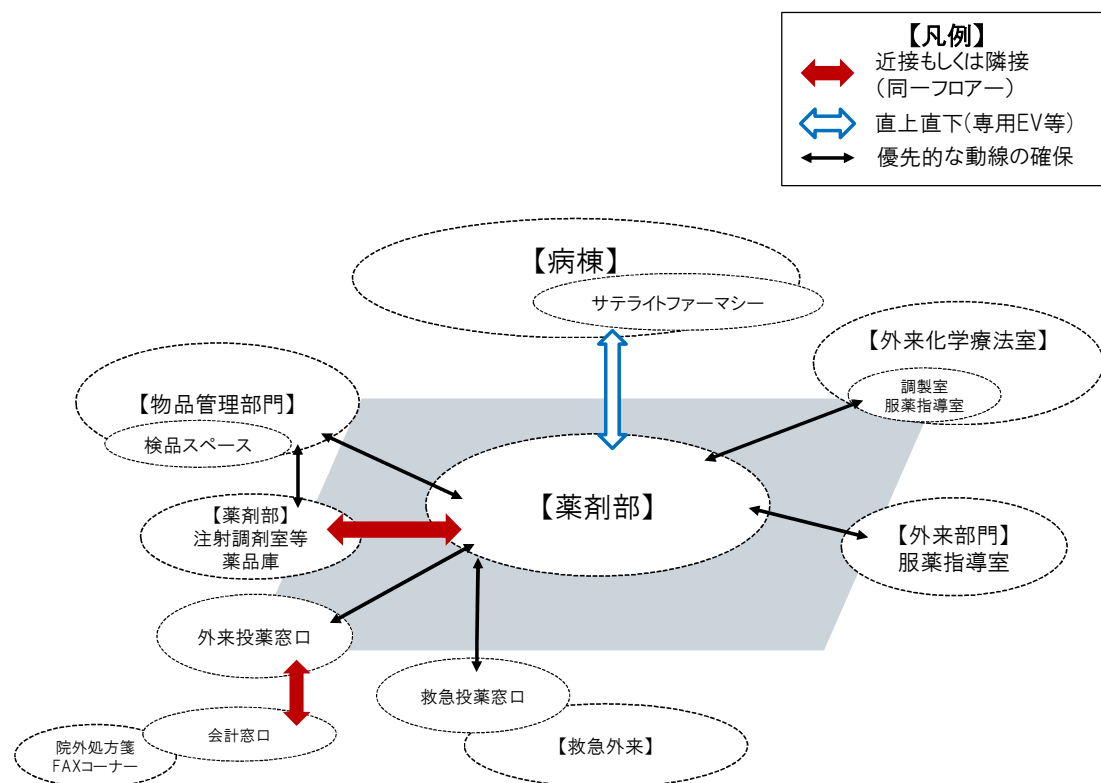 【凡例】
近接もしくは隣接
（同一フロアー）
直上直下(専用EV等)
優先的な動線の確保
【病棟】
サテライトファーマシー
【外来化学療法室】
調製室
服薬指導室
【物品管理部門】
検品スペース
【薬剤部】
注射調剤室等
薬品庫
【薬剤部】
【外来部門】
服薬指導室
外来投薬窓口
救急投薬窓口
会計窓口
院外処方箋
FAXコーナー
【救急外来】